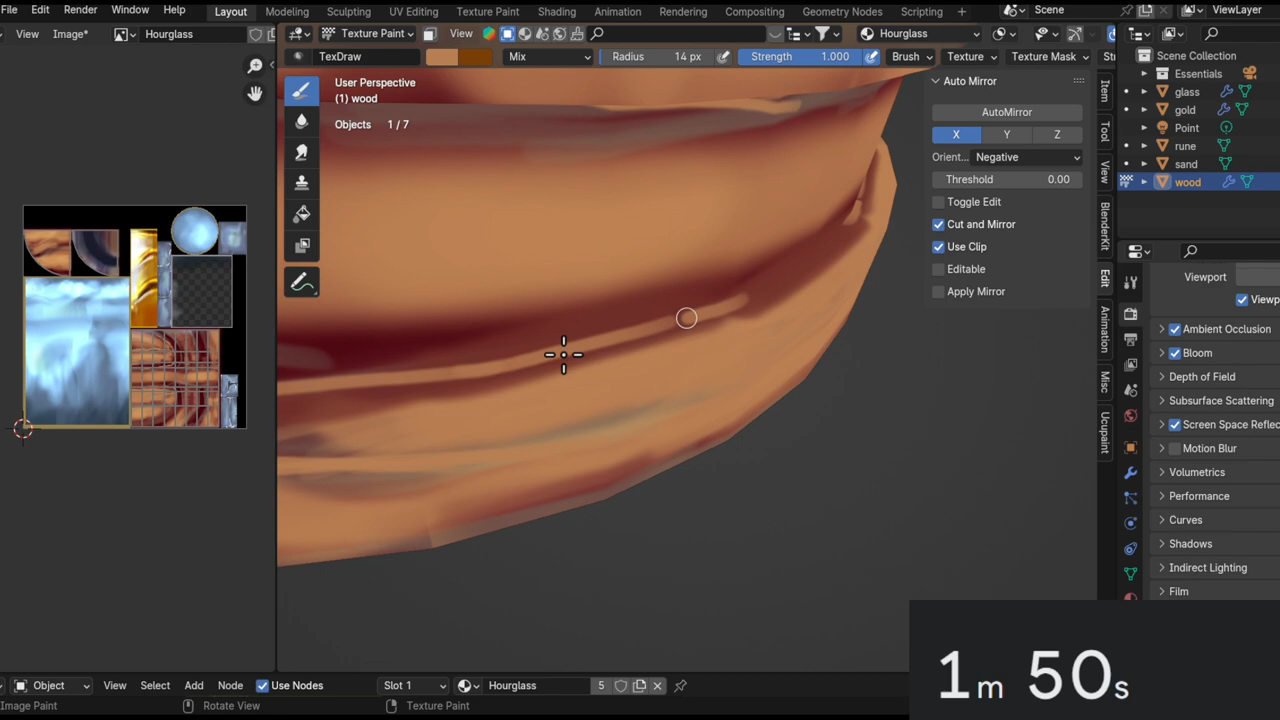 File Edit Render Window Help Layout Modeling Sculpting UV Editing Texture Paint Shading Animation Rendering Compositing Geometry Nodes Scripting + Scene ViewLayer
View Image* Hourglass Texture Paint View Hourglass
TexDraw Mix Radius 14 px Strength 1.000 Brush Texture Texture Mask Str
User Perspective
(1) wood
Objects 1/7
Auto Mirror
AutoMirror
X Y Z
Orient... Negative
Threshold 0.00
Toggle Edit
Cut and Mirror
Use Clip
Editable
Apply Mirror
Item
Tool
View
BlenderKit
Edit
Animation
Misc
Ucupaint
Scene Collection
Essentials
glass
gold
Point
rune
sand
wood
Viewport
Viewp
Ambient Occlusion
Bloom
Depth of Field
Subsurface Scattering
Screen Space Reflec
Motion Blur
Volumetrics
Performance
Curves
Shadows
Indirect Lighting
Film
1m 50s
Object View Select Add Node Use Nodes Slot 1 Hourglass 5
Image Paint Rotate View Texture Paint